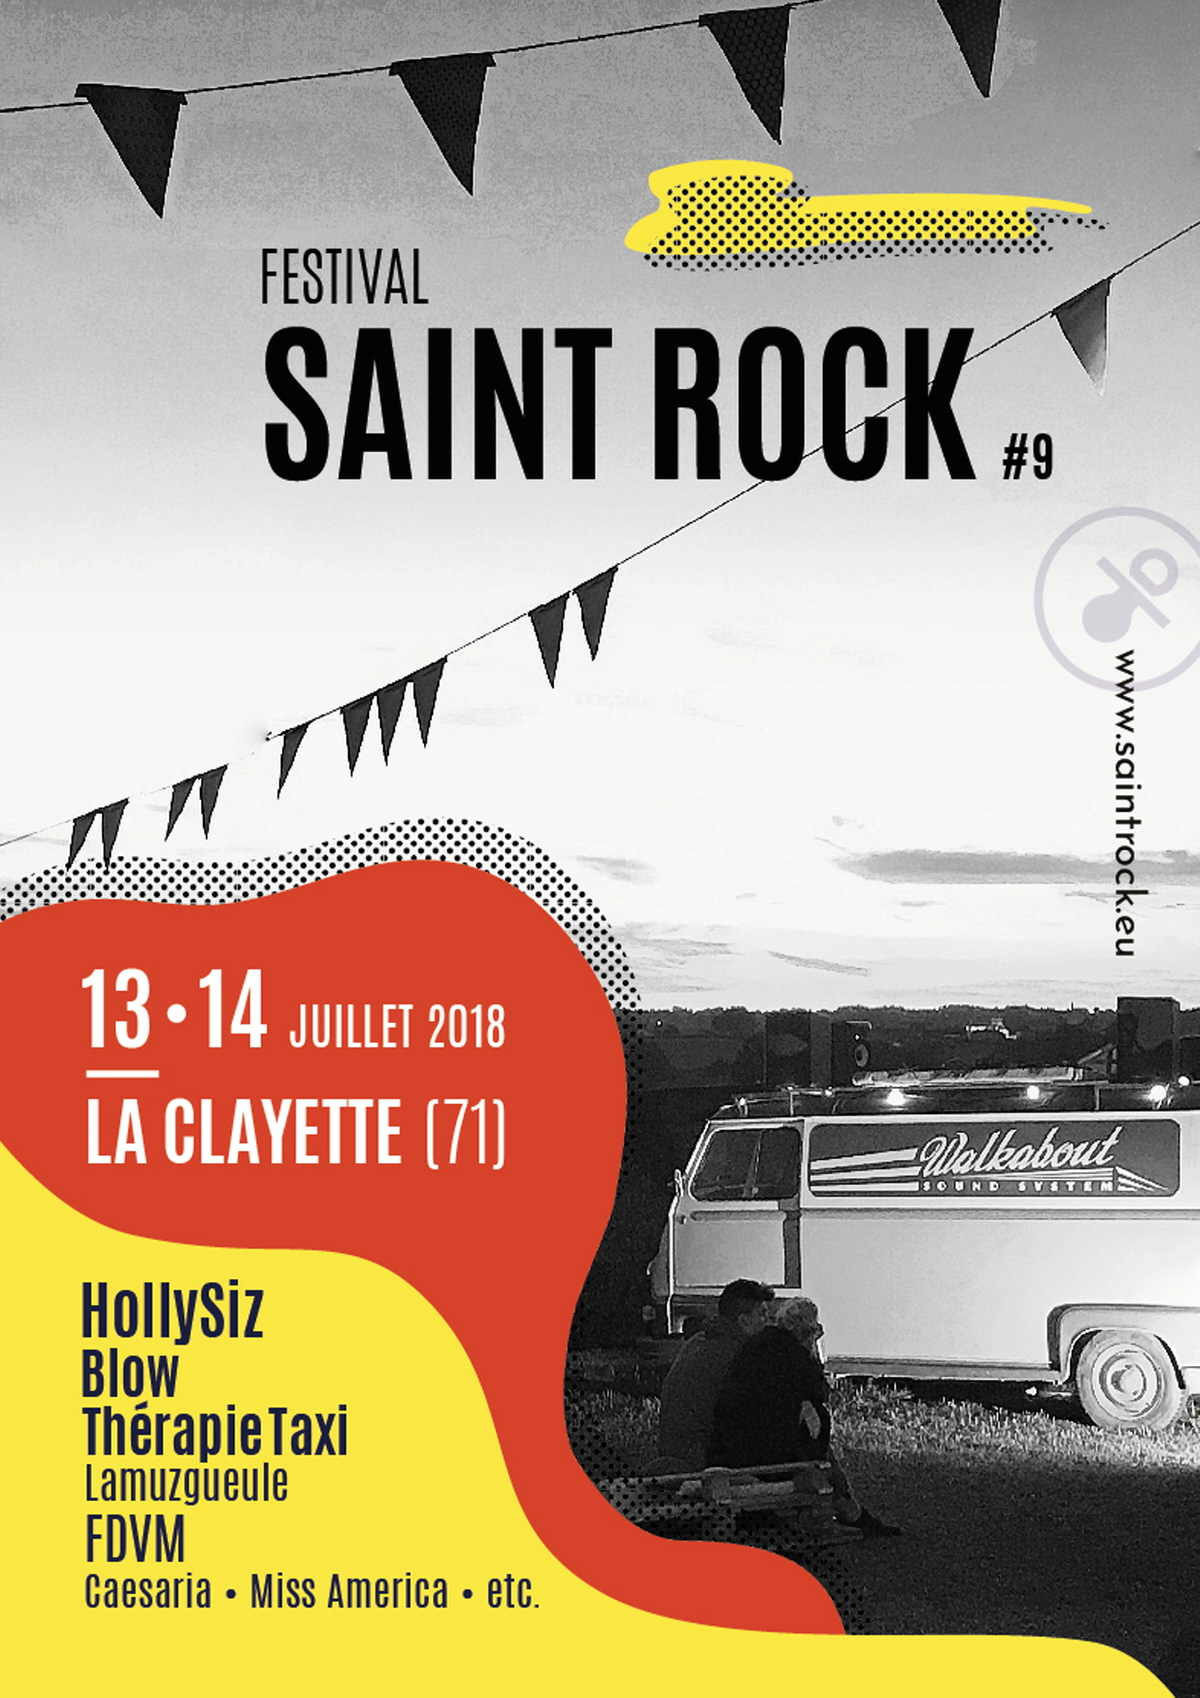 FESTIVAL
SAINT ROCK #9
www.saintrock.eu
13•14 JUILLET 2018
LA CLAYETTE (71)
Walkabout
SOUND SYSTEM
HollySiz
Blow
Thérapie Taxi
Lamuzgueule
FDVM
Caesaria • Miss America • etc.